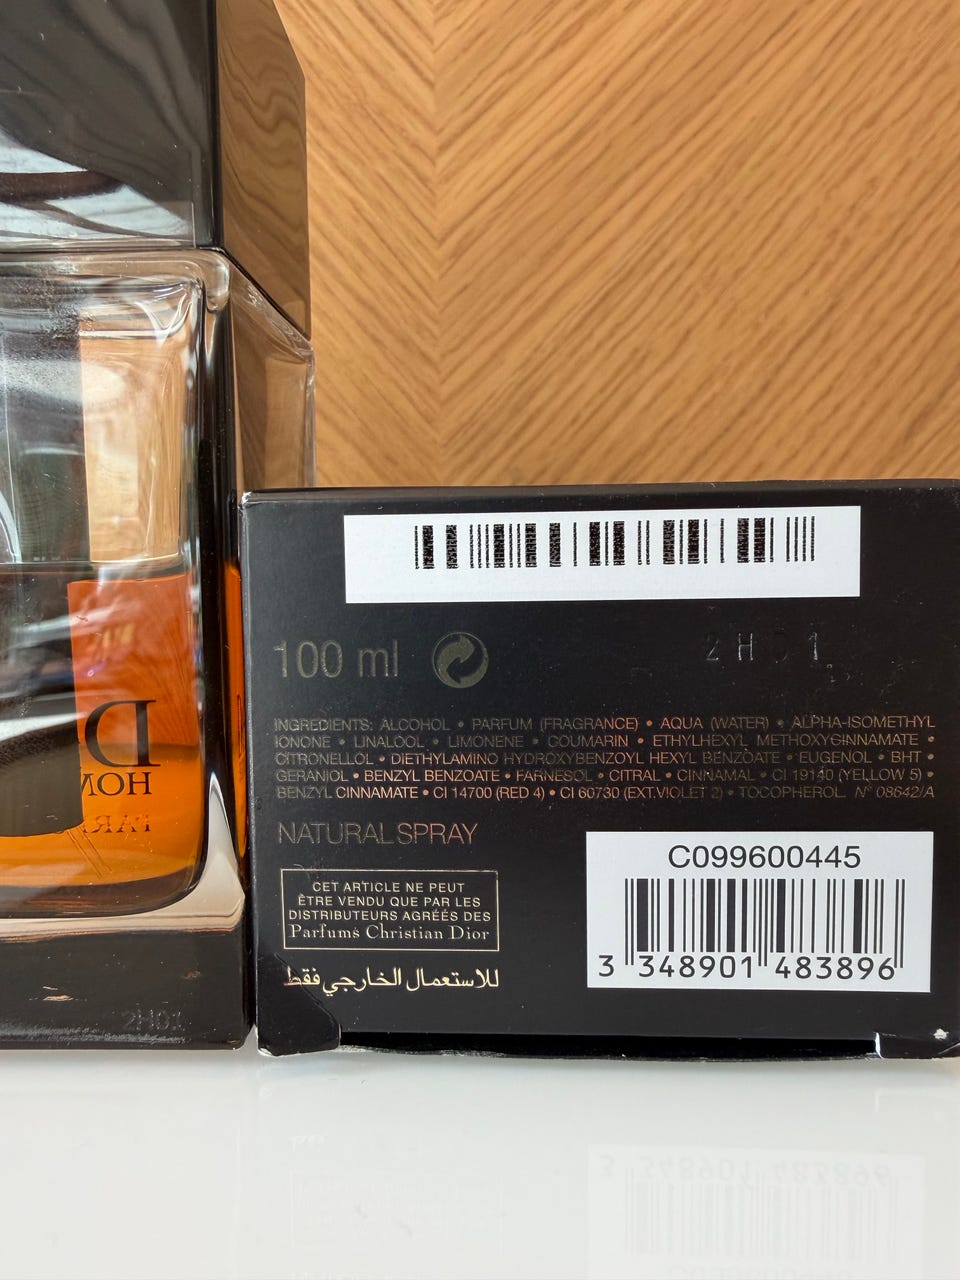 100 ml
2H01
INGREDIENTS: ALCOHOL • PARFUM (FRAGRANCE) • AQUA (WATER) • ALPHA-ISOMETHYL
IONONE • LINALOOL • LIMONENE • COUMARIN • ETHYLHEXYL METHOXYCINNAMATE •
CITRONELLOL • DIETHYLAMINO HYDROXYBENZOYL HEXYL BENZOATE • EUGENOL • BHT •
GERANIOL • BENZYL BENZOATE • FARNESOL • CITRAL • CINNAMAL • CI 19140 (YELLOW 5) •
BENZYL CINNAMATE • CI 14700 (RED 4) • CI 60730 (EXT.VIOLET 2) • TOCOPHEROL. N° 08642/A
NATURAL SPRAY
CET ARTICLE NE PEUT
ÊTRE VENDU QUE PAR LES
DISTRIBUTEURS AGRÉÉS DES
Parfums Christian Dior
للاستعمال الخارجي فقط
C099600445
3 348901 483896
D
HOM
PAR
2H01